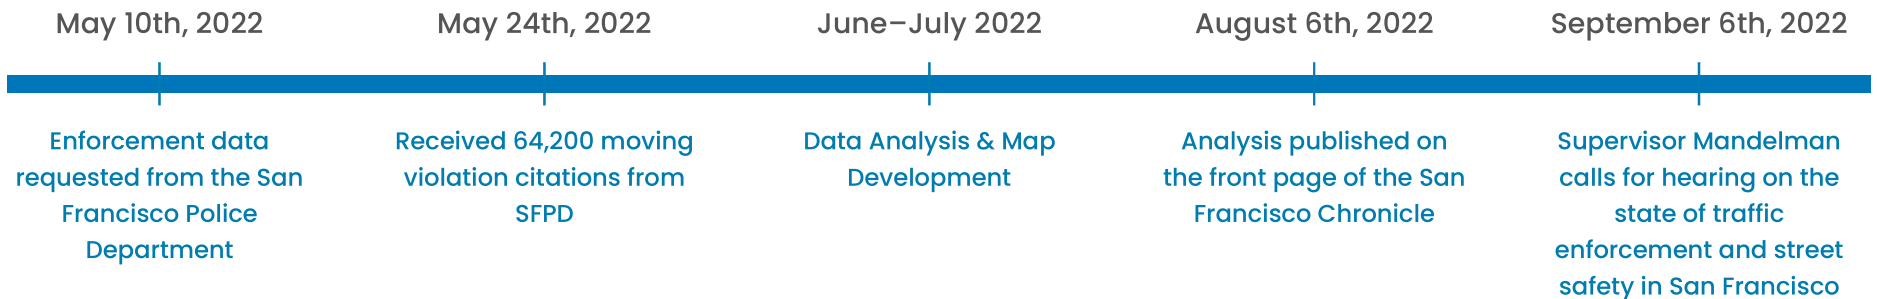 May 10th, 2022
May 24th, 2022
June–July 2022
August 6th, 2022
September 6th, 2022
Enforcement data
requested from the San
Francisco Police
Department
Received 64,200 moving
violation citations from
SFPD
Data Analysis & Map
Development
Analysis published on
the front page of the San
Francisco Chronicle
Supervisor Mandelman
calls for hearing on the
state of traffic
enforcement and street
safety in San Francisco